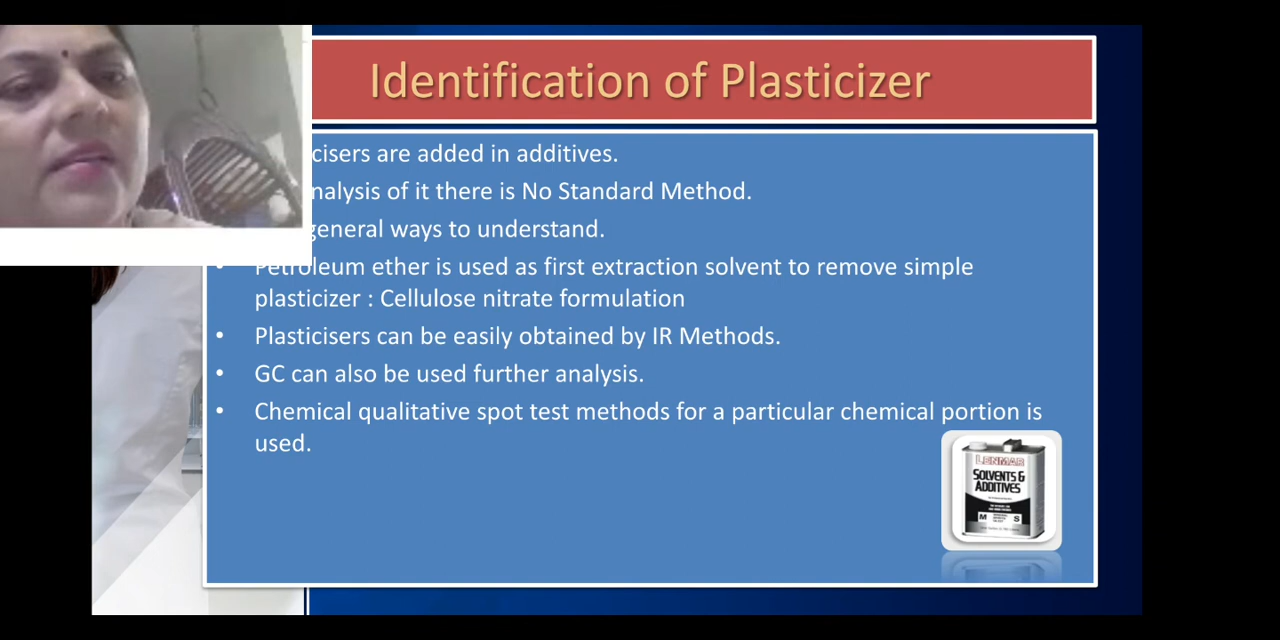 Identification of Plasticizer
are added in additives.
of it there is No Standard Method.
general ways to understand.
• Petroleum ether is used as first extraction solvent to remove simple
plasticizer : Cellulose nitrate formulation
• Plasticisers can be easily obtained by IR Methods.
• GC can also be used further analysis.
• Chemical qualitative spot test methods for a particular chemical portion is
used.
LENMAR
SOLVENTS &
ADDITIVES
M S